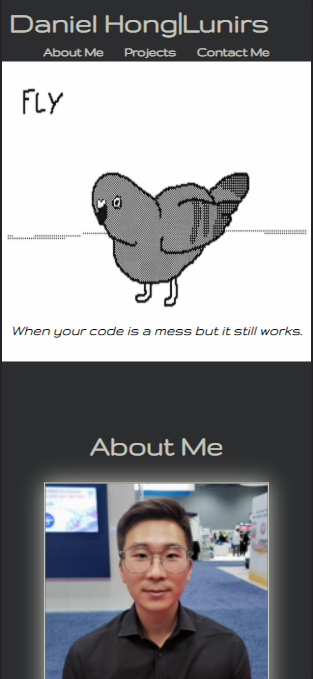 Daniel Hong|Lunirs
About Me Projects Contact Me
FLY
When your code is a mess but it still works.
About Me